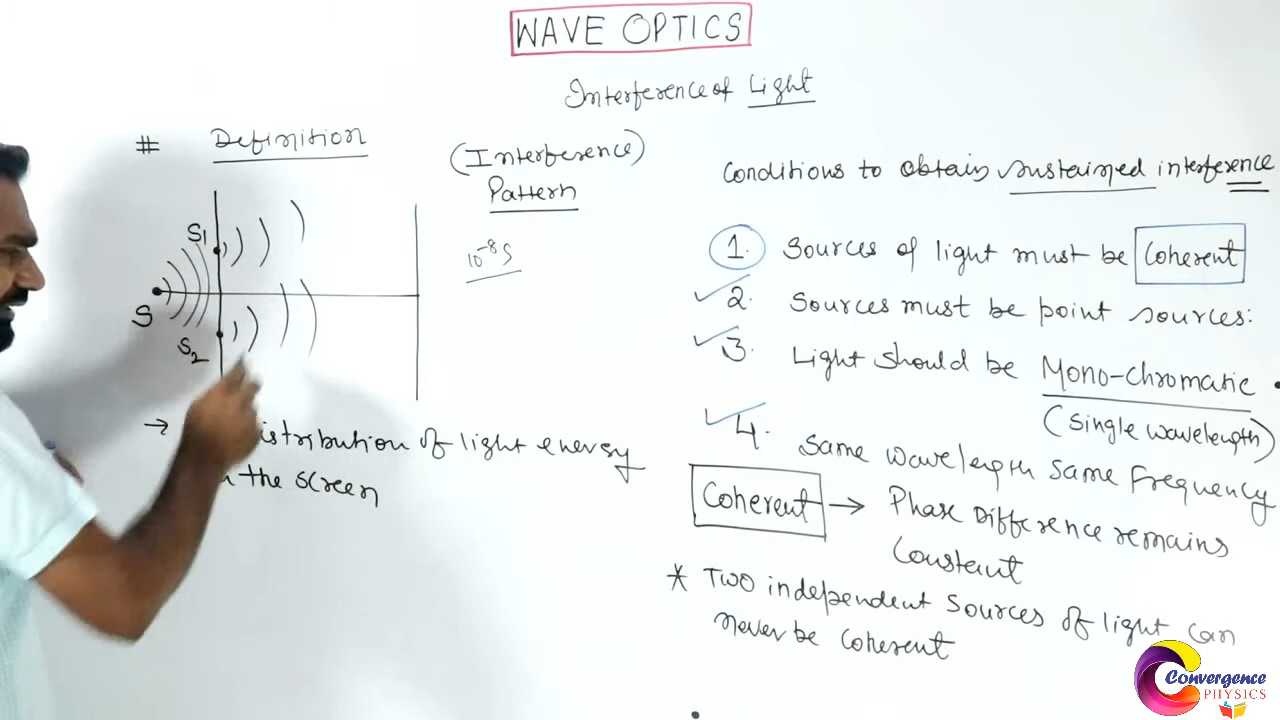 WAVE OPTICS
Interference of Light
# Definition
(Interference)
Pattern
S1
S
S2
10⁻⁸S
→ istribution of light energy
the screen
Conditions to obtain sustained interference
1. Sources of light must be Coherent
2. Sources must be point sources:
3. Light should be Mono-chromatic
(single wavelength)
4. Same wavelength same frequency
Coherent → Phase Difference remains
Constant
* Two independent sources of light can
never be coherent
Convergence
PHYSICS